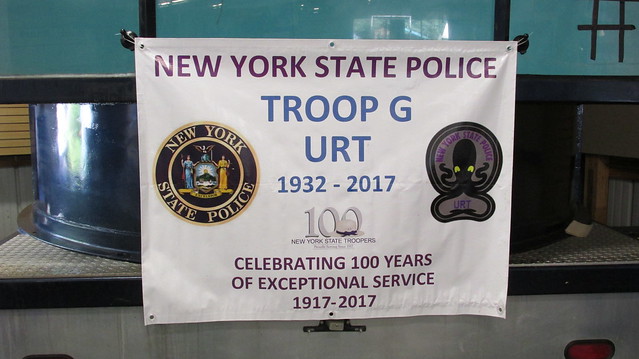 NEW YORK STATE POLICE
TROOP G
URT
1932 - 2017
NEW YORK
STATE POLICE
NEW YORK STATE POLICE
URT
100
NEW YORK STATE TROOPERS
CELEBRATING 100 YEARS
OF EXCEPTIONAL SERVICE
1917-2017
#